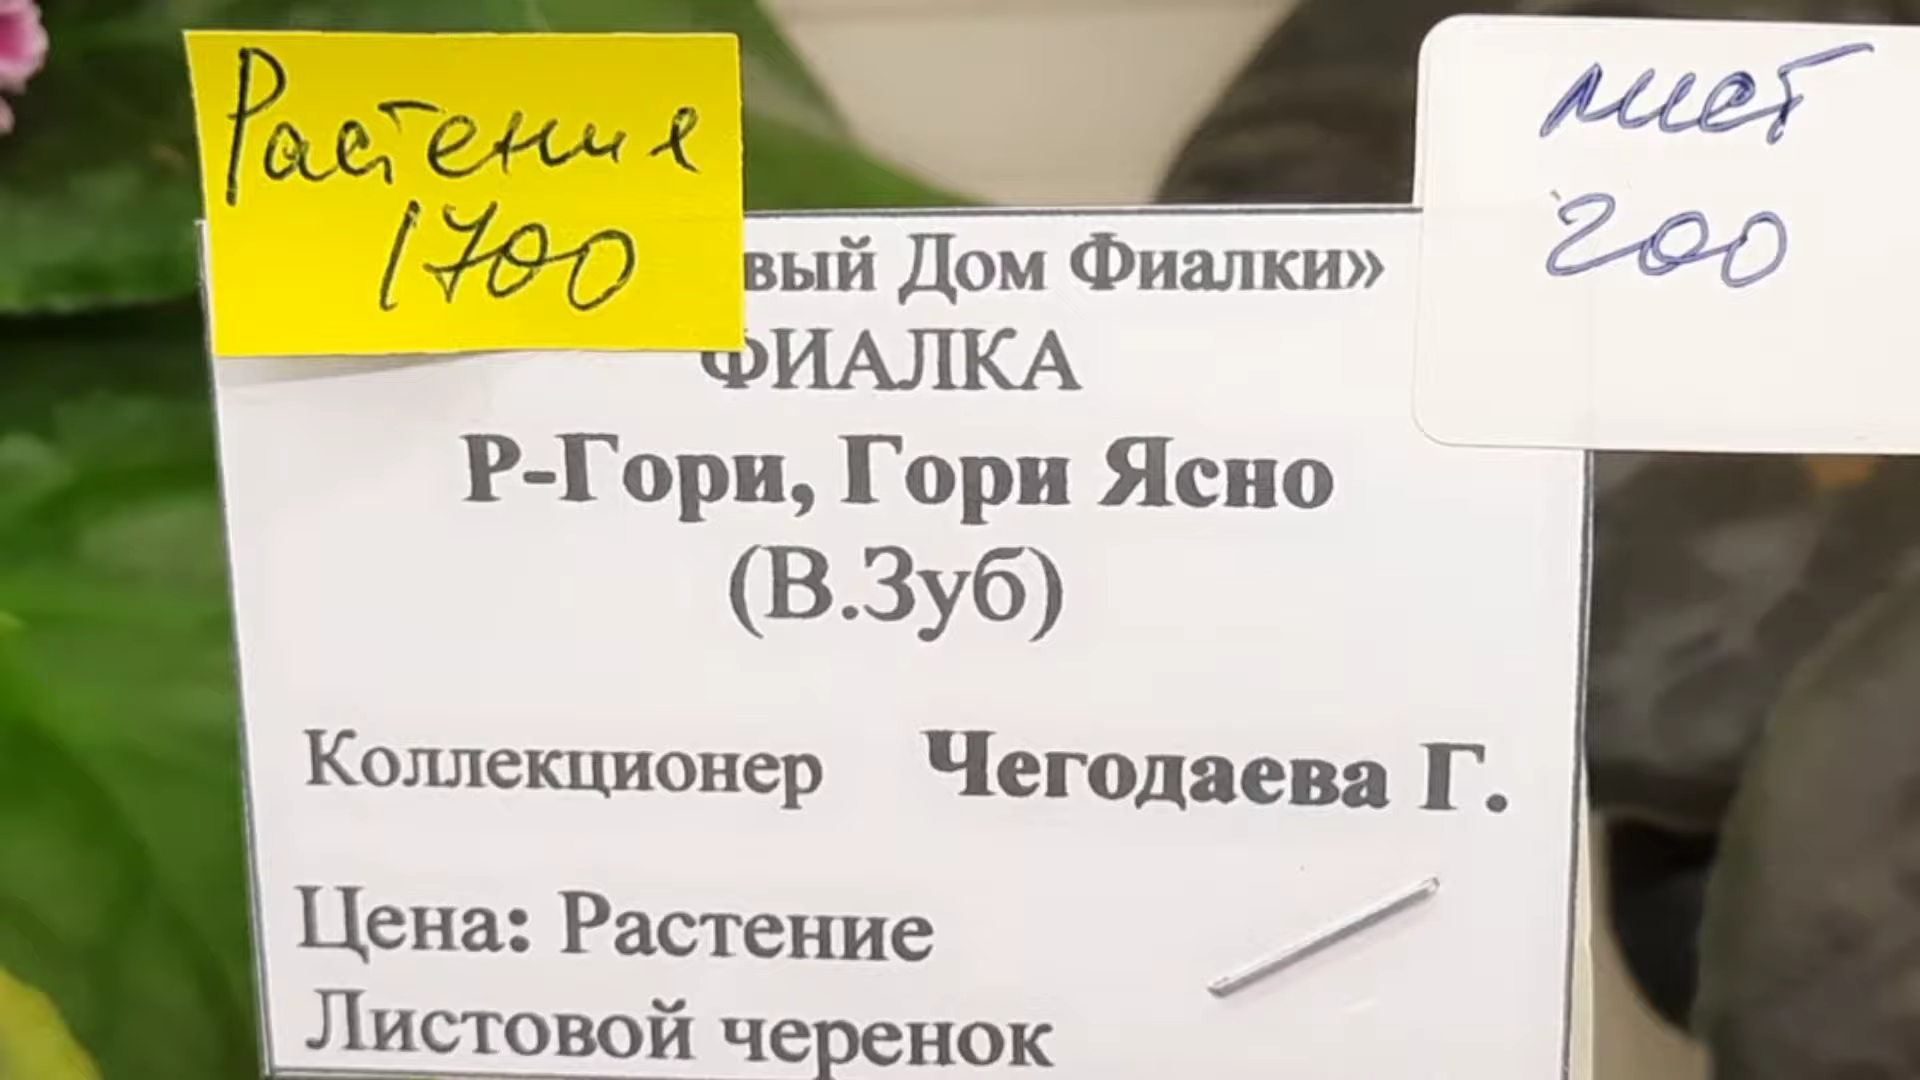 Растение
1700
лист
200
вый Дом Фиалки»
ФИАЛКА
Р-Гори, Гори Ясно
(В.Зуб)
Коллекционер Чегодаева Г.
Цена: Растение
Листовой черенок